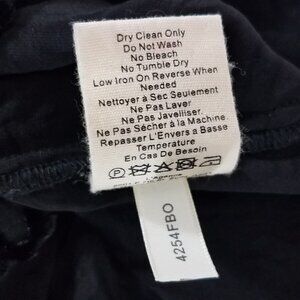 Dry Clean Only
Do Not Wash
No Bleach
No Tumble Dry
Low Iron On Reverse When
Needed
Nettoyer à Sec Seulement
Ne Pas Laver
Ne Pas Javelliser
Ne Pas Sécher à la Machine
Repasser L'Envers a Basse
Temperature
En Cas De Besoin
4254FBO